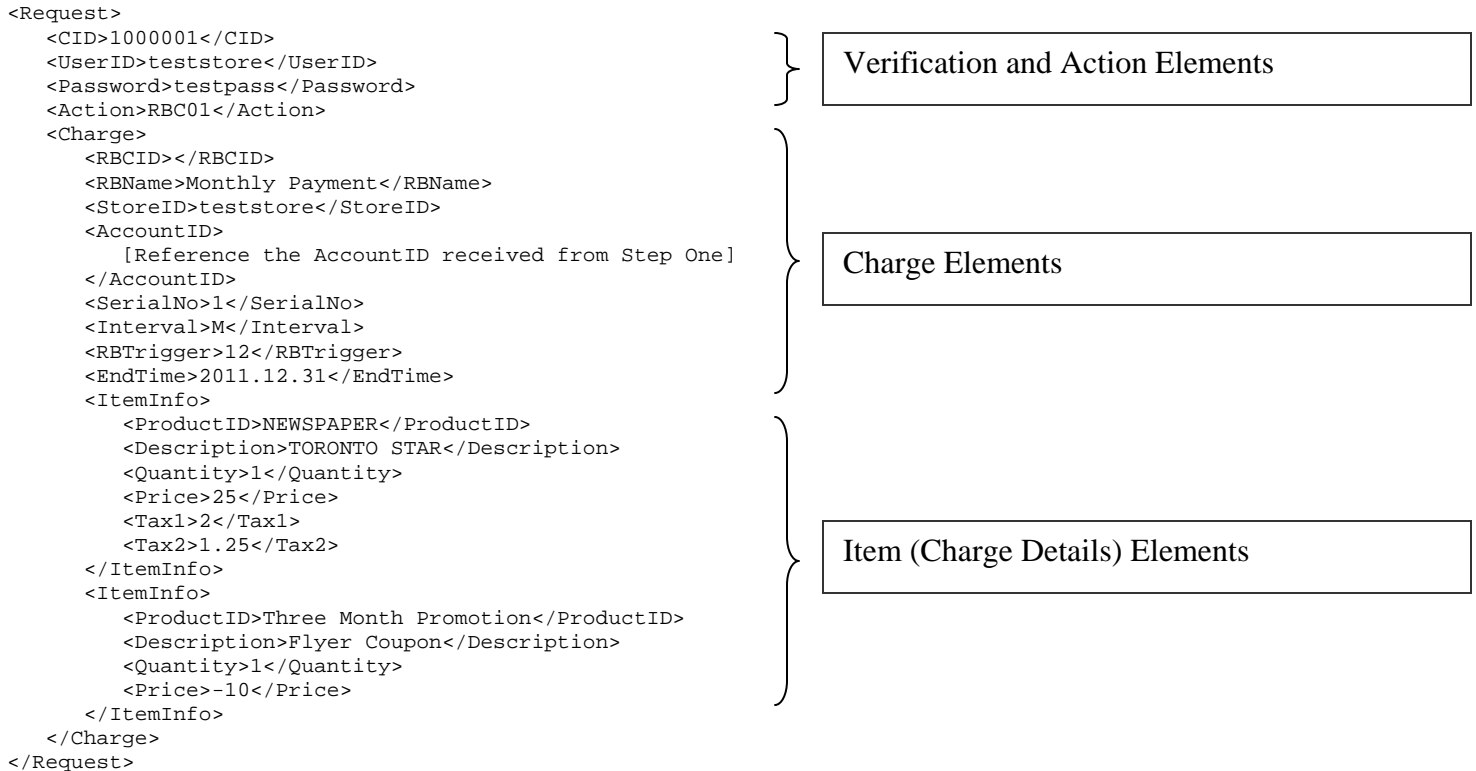 <Request>
<CID>1000001</CID>
<UserID>teststore</UserID>
<Password>testpass</Password>
<Action>RBC01</Action>
<Charge>
<RBCID></RBCID>
<RBName>Monthly Payment</RBName>
<StoreID>teststore</StoreID>
<AccountID>
[Reference the AccountID received from Step One]
</AccountID>
<SerialNo>1</SerialNo>
<Interval>M</Interval>
<RBTrigger>12</RBTrigger>
<EndTime>2011.12.31</EndTime>
<ItemInfo>
<ProductID>NEWSPAPER</ProductID>
<Description>TORONTO STAR</Description>
<Quantity>1</Quantity>
<Price>25</Price>
<Tax1>2</Tax1>
<Tax2>1.25</Tax2>
</ItemInfo>
<ItemInfo>
<ProductID>Three Month Promotion</ProductID>
<Description>Flyer Coupon</Description>
<Quantity>1</Quantity>
<Price>-10</Price>
</ItemInfo>
</Charge>
</Request>
Verification and Action Elements
Charge Elements
Item (Charge Details) Elements